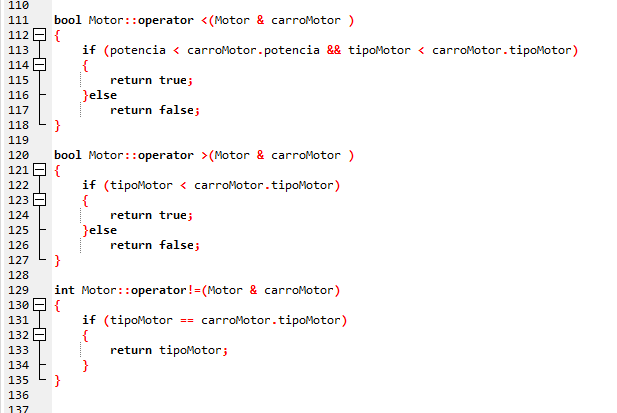 110
111 bool Motor::operator <(Motor & carroMotor )
112 {
113 if (potencia < carroMotor.potencia && tipoMotor < carroMotor.tipoMotor)
114 {
115 return true;
116 }else
117 return false;
118 }
119
120 bool Motor::operator >(Motor & carroMotor )
121 {
122 if (tipoMotor < carroMotor.tipoMotor)
123 {
124 return true;
125 }else
126 return false;
127 }
128
129 int Motor::operator!=(Motor & carroMotor)
130 {
131 if (tipoMotor == carroMotor.tipoMotor)
132 {
133 return tipoMotor;
134 }
135 }
136
137